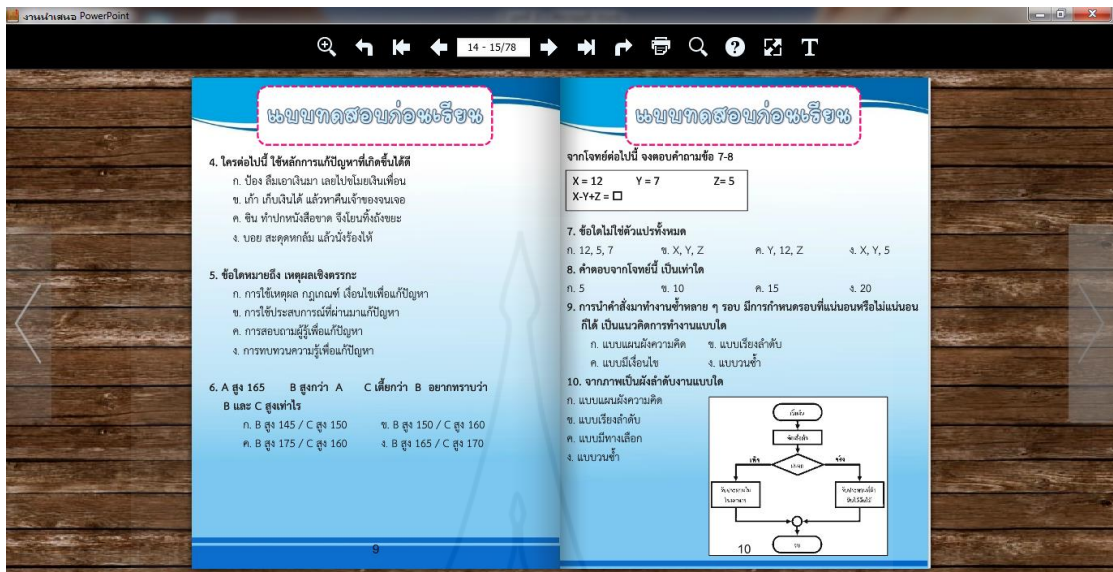 งานนำเสนอ PowerPoint
14 - 15/78
แบบทดสอบก่อนเรียน
4. ใครต่อไปนี้ ใช้หลักการแก้ปัญหาที่เกิดขึ้นได้ดี
ก. ป้อง ลืมเอาเงินมา เลยไปขโมยเงินเพื่อน
ข. เก้า เก็บเงินได้ แล้วหาคืนเจ้าของจนเจอ
ค. ชิน ทำปกหนังสือขาด จึงโยนทิ้งถังขยะ
ง. บอย สะดุดหกล้ม แล้วนั่งร้องไห้
5. ข้อใดหมายถึง เหตุผลเชิงตรรกะ
ก. การใช้เหตุผล กฎเกณฑ์ เงื่อนไขเพื่อแก้ปัญหา
ข. การใช้ประสบการณ์ที่ผ่านมาแก้ปัญหา
ค. การสอบถามผู้รู้เพื่อแก้ปัญหา
ง. การทบทวนความรู้เพื่อแก้ปัญหา
6. A สูง 165 B สูงกว่า A C เตี้ยกว่า B อยากทราบว่า
B และ C สูงเท่าไร
ก. B สูง 145 / C สูง 150 ข. B สูง 150 / C สูง 160
ค. B สูง 175 / C สูง 160 ง. B สูง 165 / C สูง 170
9
แบบทดสอบก่อนเรียน
จากโจทย์ต่อไปนี้ จงตอบคำถามข้อ 7-8
X = 12 Y = 7 Z= 5
X-Y+Z = □
7. ข้อใดไม่ใช่ตัวแปรทั้งหมด
ก. 12, 5, 7 ข. X, Y, Z ค. Y, 12, Z ง. X, Y, 5
8. คำตอบจากโจทย์นี้ เป็นเท่าใด
ก. 5 ข. 10 ค. 15 ง. 20
9. การนำคำสั่งมาทำงานซ้ำหลาย ๆ รอบ มีการกำหนดรอบที่แน่นอนหรือไม่แน่นอน
ก็ได้ เป็นแนวคิดการทำงานแบบใด
ก. แบบแผนผังความคิด ข. แบบเรียงลำดับ
ค. แบบมีเงื่อนไข ง. แบบวนซ้ำ
10. จากภาพเป็นผังลำดับงานแบบใด
ก. แบบแผนผังความคิด
ข. แบบเรียงลำดับ
ค. แบบมีทางเลือก
ง. แบบวนซ้ำ
เริ่มต้น
เท็จ
จริง
จบ
10